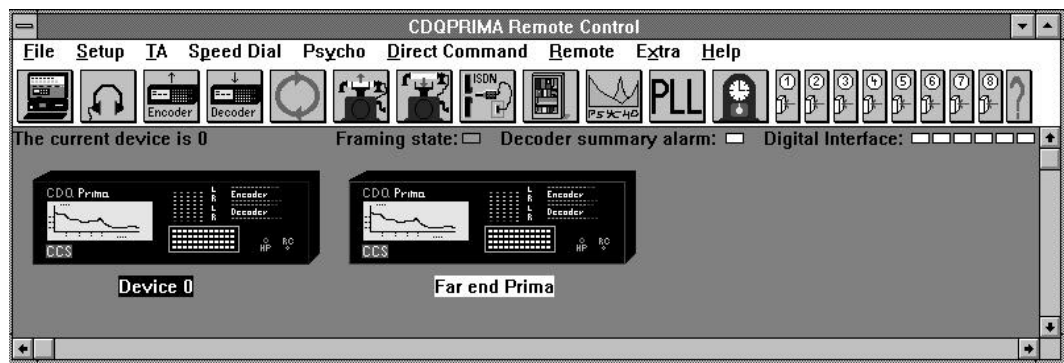 CDQPRIMA Remote Control
File Setup TA Speed Dial Psycho Direct Command Remote Extra Help
Encoder Decoder ISDN PSYCHO PLL 1 2 3 4 5 6 7 8 ?
The current device is 0 Framing state: Decoder summary alarm: Digital Interface:
CDQ Prima L R L R Encoder Decoder HP RC CCS
CDQ Prima L R L R Encoder Decoder HP RC CCS
Device 0 Far end Prima